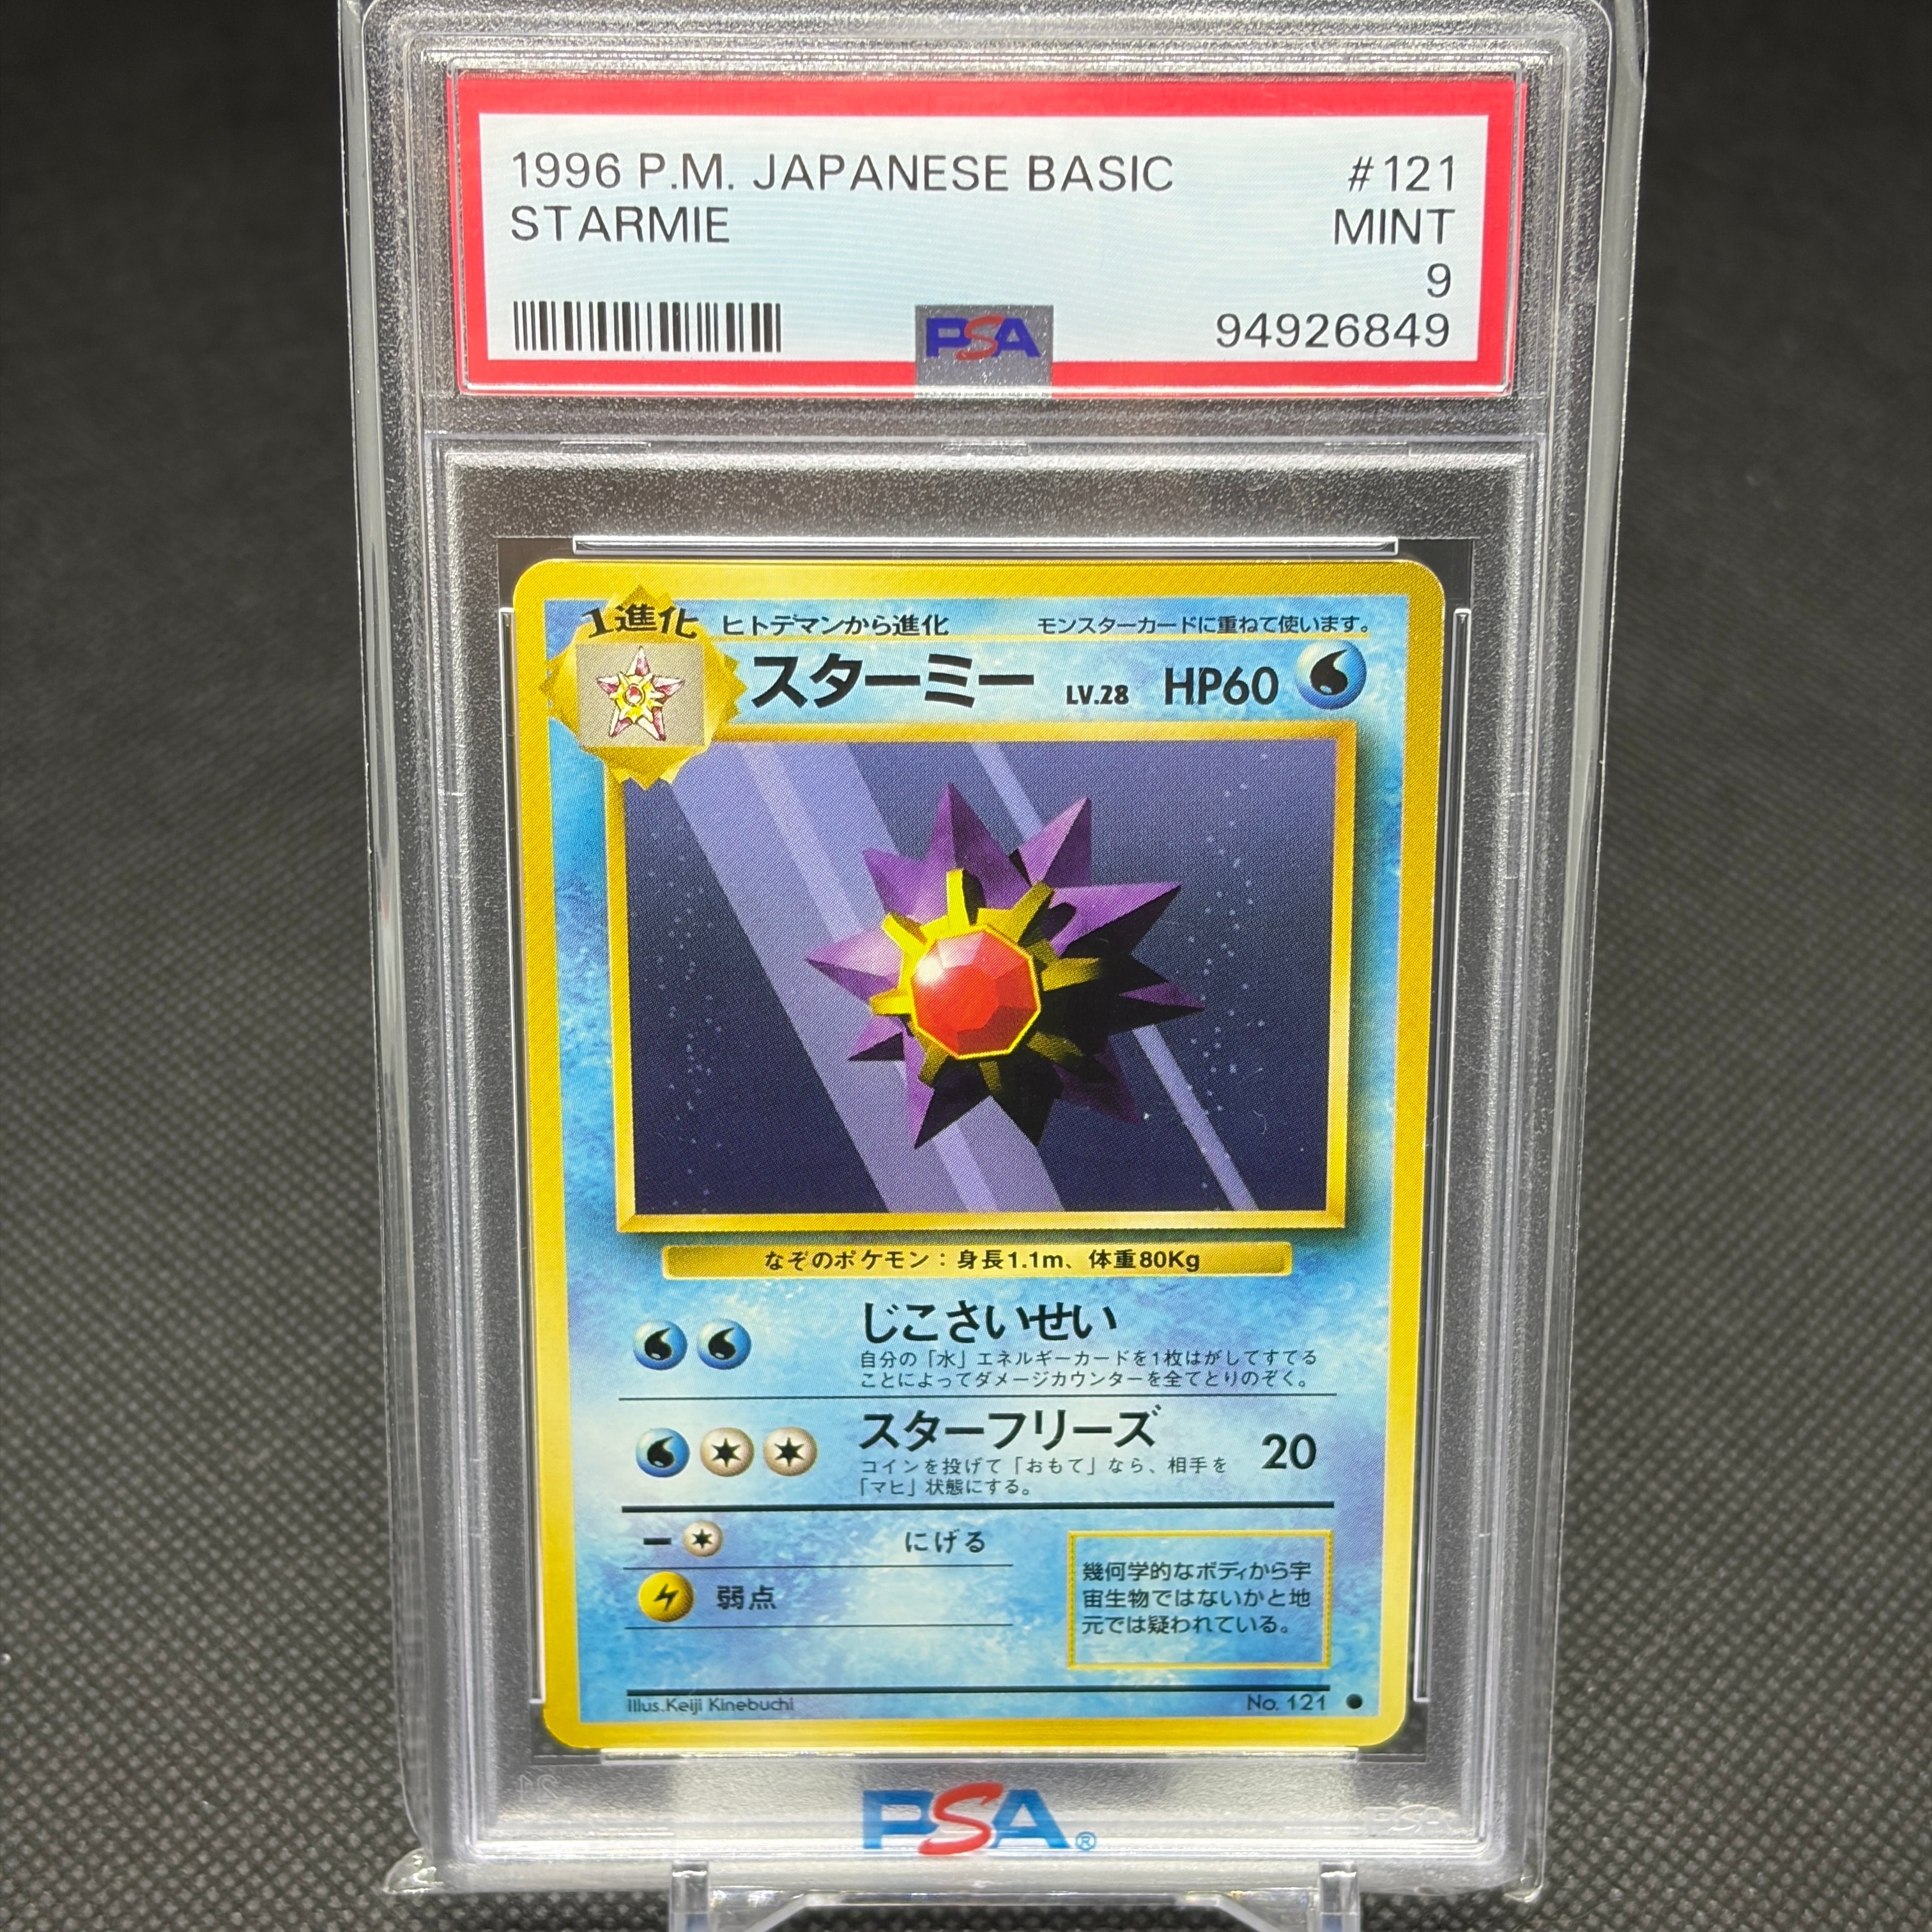 1996 P.M. JAPANESE BASIC #121
STARMIE MINT
9
PSA 94926849
1進化 ヒトデマンから進化 モンスターカードに重ねて使います。
スターミー LV.28 HP60
なぞのポケモン：身長1.1m、体重80Kg
じこさいせい
自分の「水」エネルギーカードを1枚はがしてすてる
ことによってダメージカウンターを全てとりのぞく。
スターフリーズ 20
コインを投げて「おもて」なら、相手を
「マヒ」状態にする。
にげる
弱点
幾何学的なボディから宇
宙生物ではないかと地
元では疑われている。
Illus.Keiji Kinebuchi No. 121
PSA®